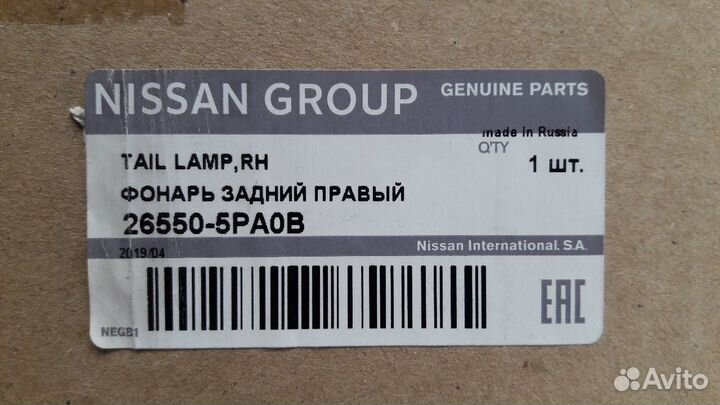 NISSAN GROUP GENUINE PARTS
made in Russia
Q'TY
TAIL LAMP,RH 1 шт.
ФОНАРЬ ЗАДНИЙ ПРАВЫЙ
26550-5PA0B
Nissan International. S.A.
2019/04
EAC
NEGB1
Avito